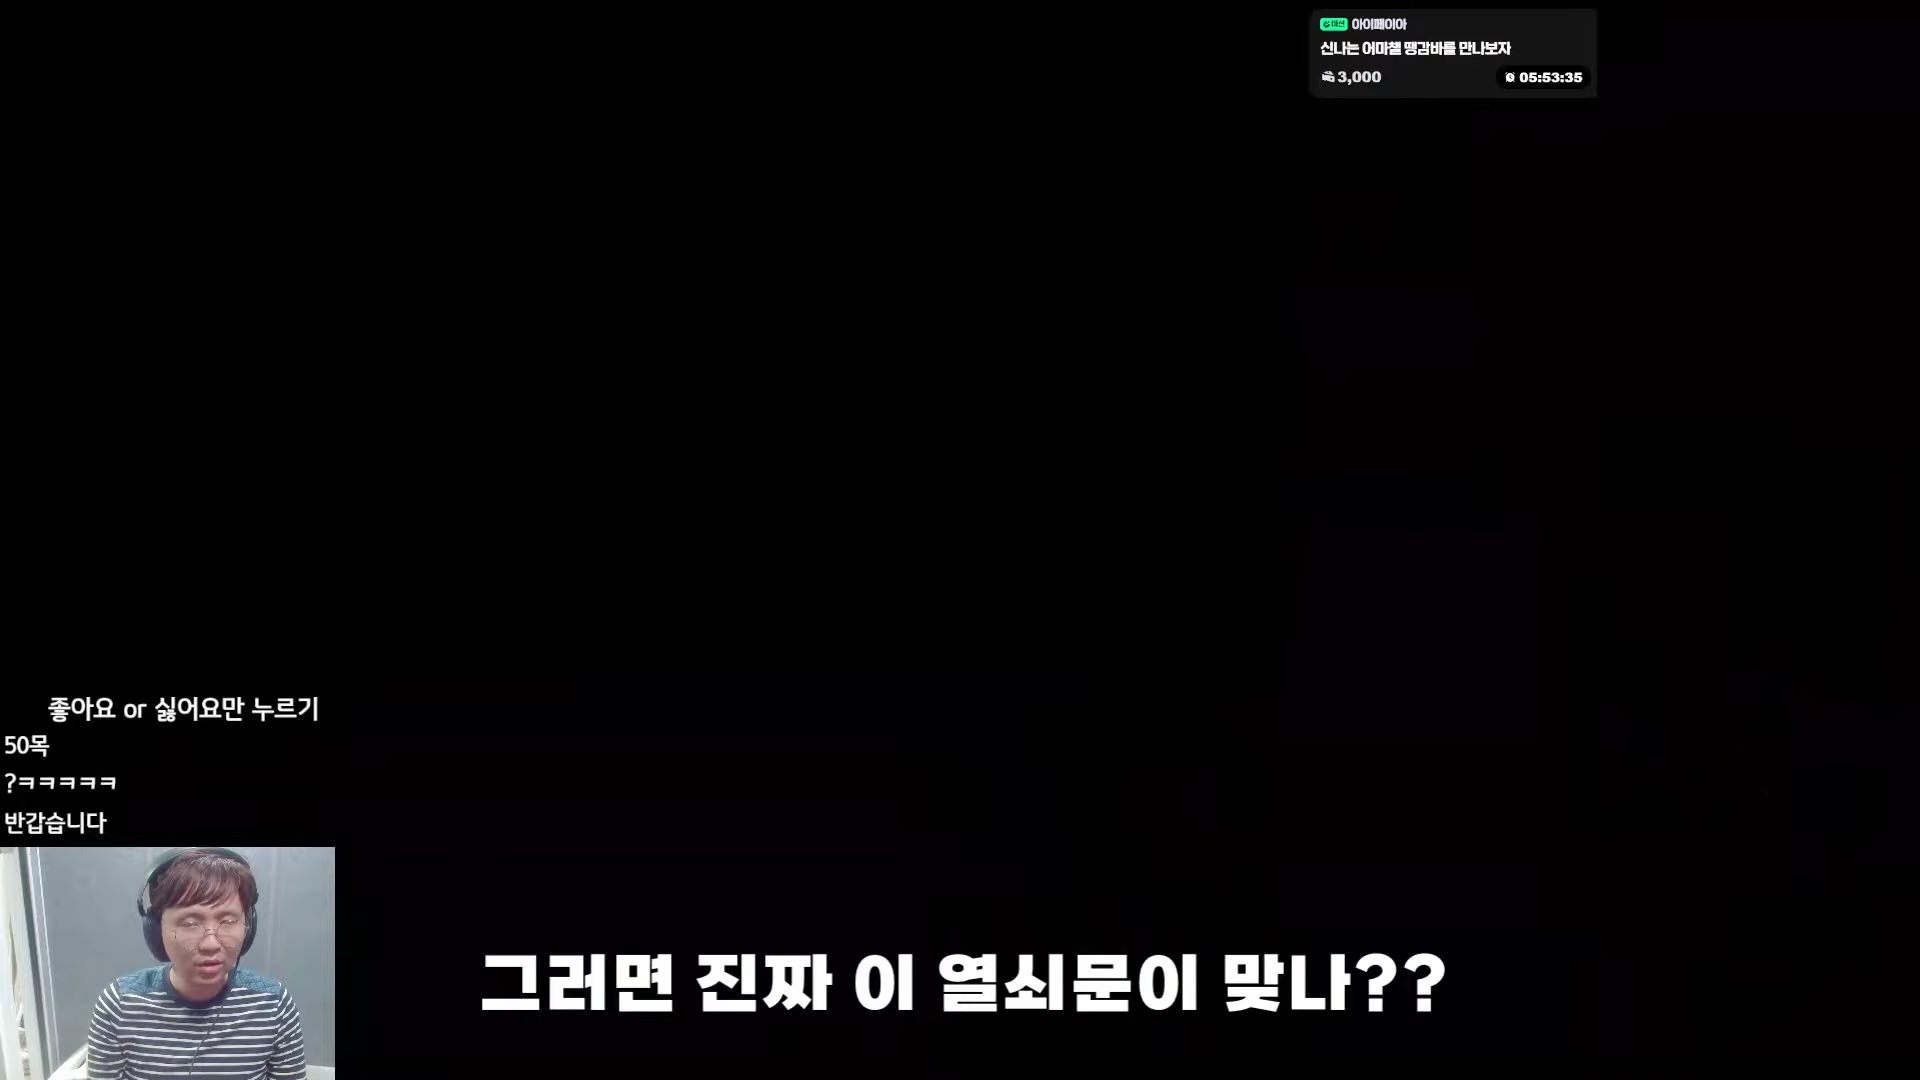 미션 아이페이아
신나는 어마챌 땡감바를 만나보자
3,000
05:53:35
좋아요 or 싫어요만 누르기
50목
?ㅋㅋㅋㅋㅋ
반갑습니다
그러면 진짜 이 열쇠문이 맞나??